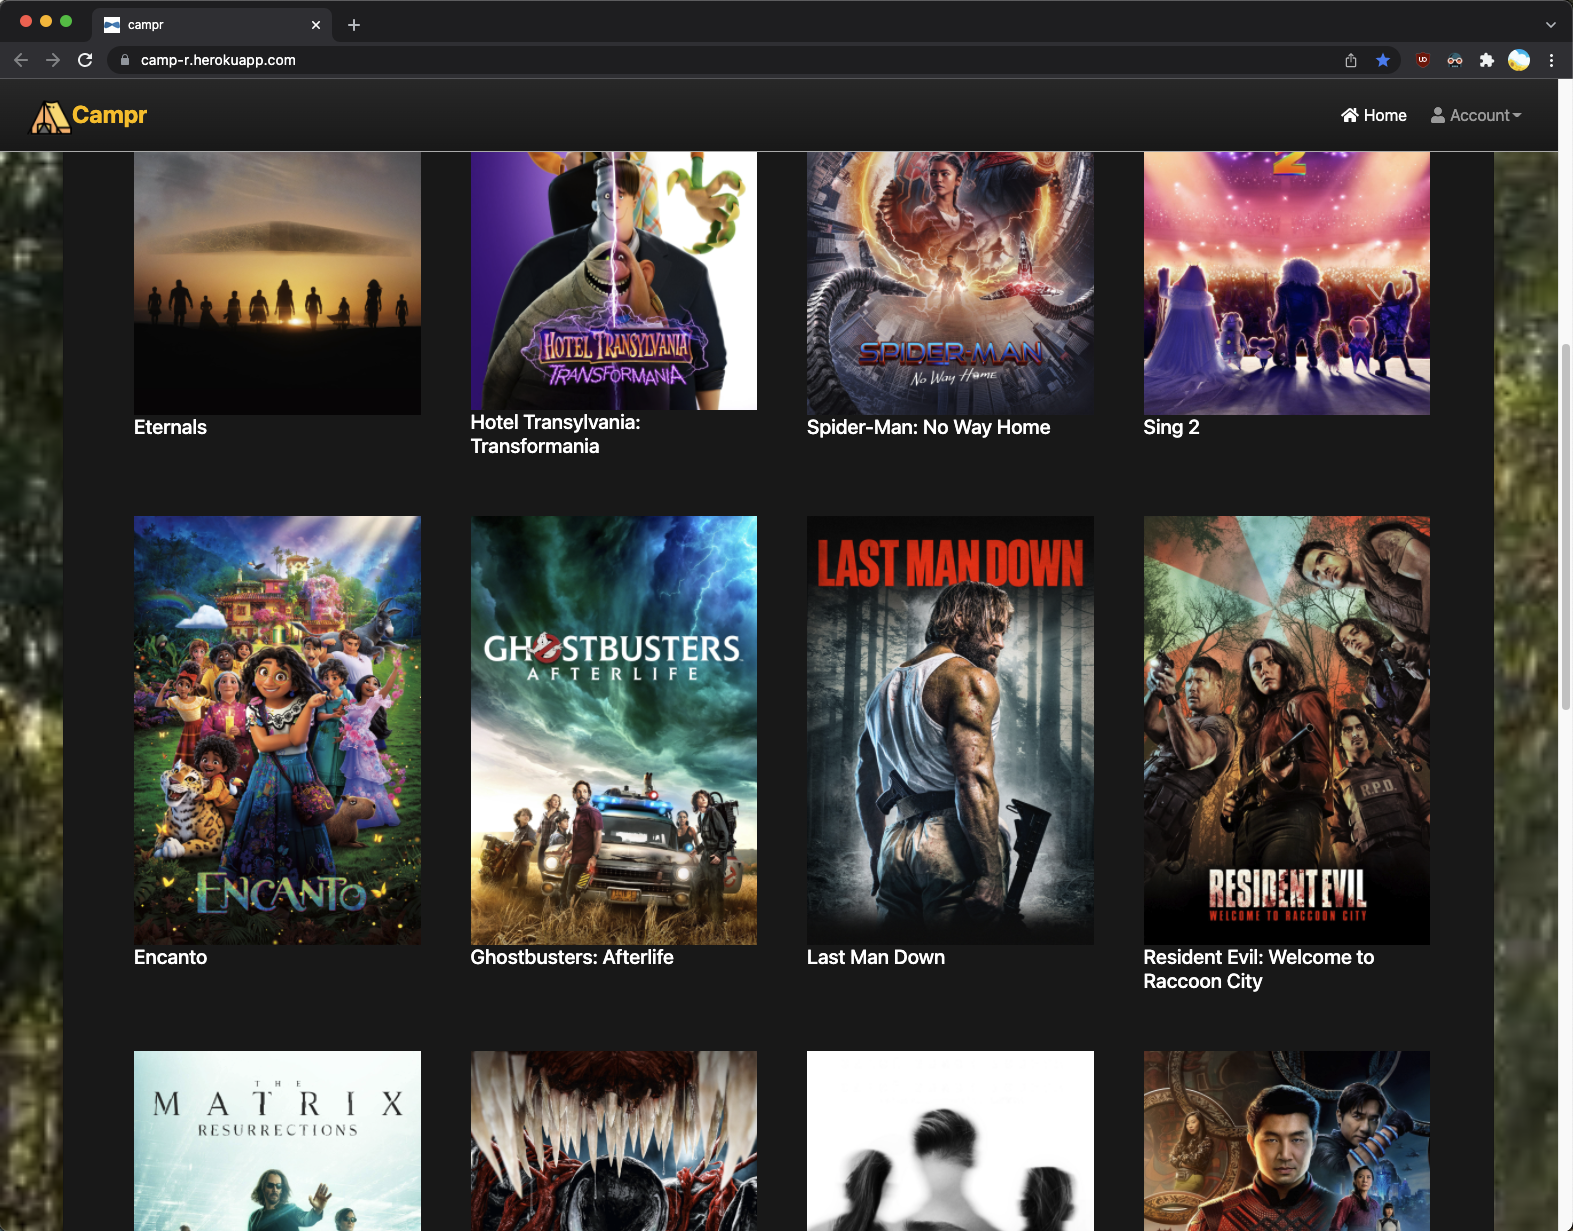 campr
camp-r.herokuapp.com
Campr
Home
Account
2
HOTEL TRANSYLVANIA
TRANSFORMANIA
SPIDER-MAN
No Way Home
Eternals
Hotel Transylvania:
Transformania
Spider-Man: No Way Home
Sing 2
ENCANTO
GHOSTBUSTERS
AFTERLIFE
LAST MAN DOWN
R.P.D.
RESIDENT EVIL
WELCOME TO RACCOON CITY
Encanto
Ghostbusters: Afterlife
Last Man Down
Resident Evil: Welcome to
Raccoon City
THE
MATRIX
RESURRECTIONS